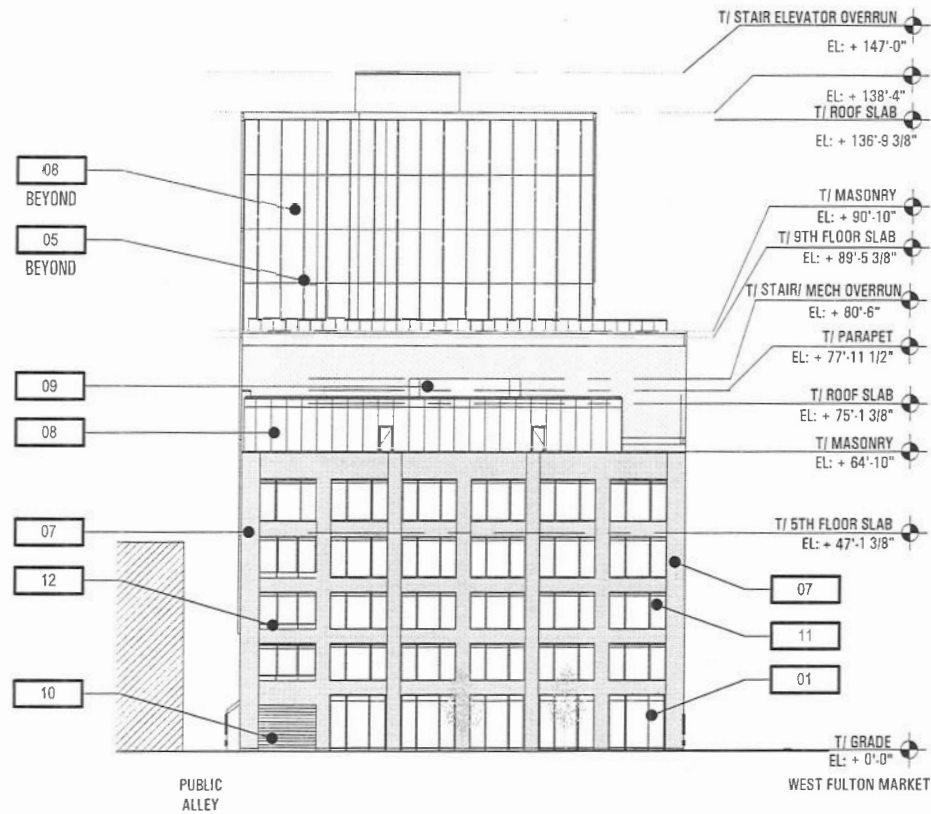 T/ STAIR ELEVATOR OVERRUN
EL: + 147'-0"
EL: + 138'-4"
T/ ROOF SLAB
EL: + 136'-9 3/8"
08
BEYOND
T/ MASONRY
EL: + 90'-10"
05
BEYOND
T/ 9TH FLOOR SLAB
EL: + 89'-5 3/8"
T/ STAIR/ MECH OVERRUN
EL: + 80'-6"
T/ PARAPET
EL: + 77'-11 1/2"
09
T/ ROOF SLAB
EL: + 75'-1 3/8"
08
T/ MASONRY
EL: + 64'-10"
07
T/ 5TH FLOOR SLAB
EL: + 47'-1 3/8"
12
07
11
10
01
T/ GRADE
EL: + 0'-0"
PUBLIC
ALLEY
WEST FULTON MARKET